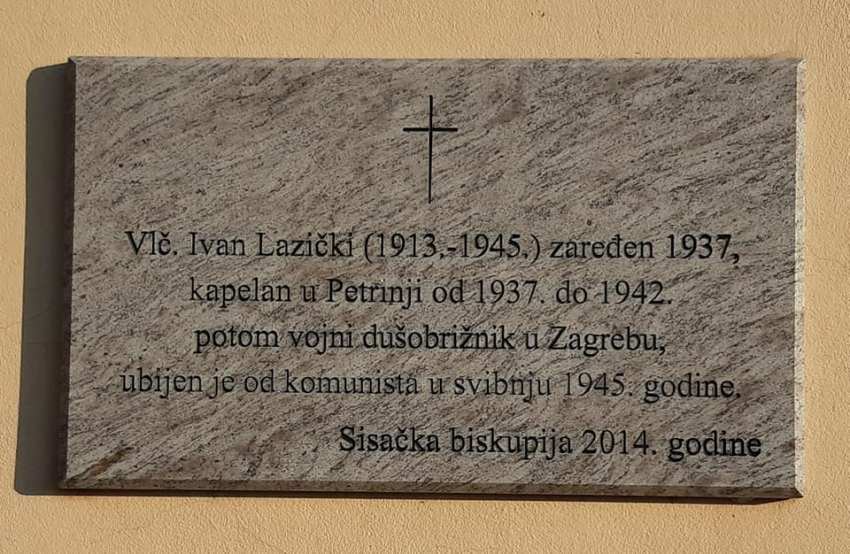 Vlč. Ivan Lazički (1913.-1945.) zaređen 1937,
kapelan u Petrinji od 1937. do 1942.
potom vojni dušobrižnik u Zagrebu,
ubijen je od komunista u svibnju 1945. godine.
Sisačka biskupija 2014. godine